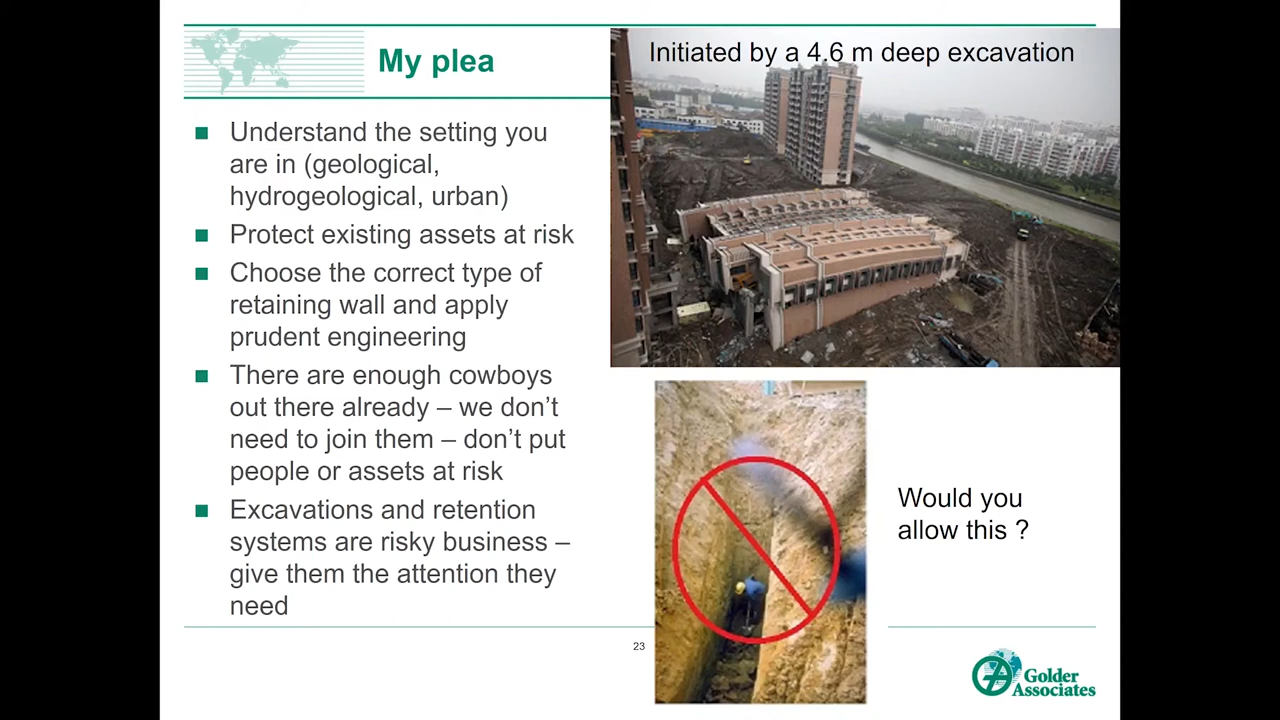 My plea
Initiated by a 4.6 m deep excavation
■ Understand the setting you
are in (geological,
hydrogeological, urban)
■ Protect existing assets at risk
■ Choose the correct type of
retaining wall and apply
prudent engineering
■ There are enough cowboys
out there already – we don’t
need to join them – don’t put
people or assets at risk
■ Excavations and retention
systems are risky business –
give them the attention they
need
Would you
allow this ?
23
Golder
Associates